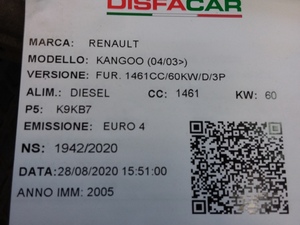 DISFACAR
MARCA: RENAULT
MODELLO: KANGOO (04/03>)
VERSIONE: FUR. 1461CC/60KW/D/3P
ALIM.: DIESEL CC: 1461 KW: 60
P5: K9KB7
EMISSIONE: EURO 4
NS: 1942/2020
DATA:28/08/2020 15:51:00
ANNO IMM: 2005